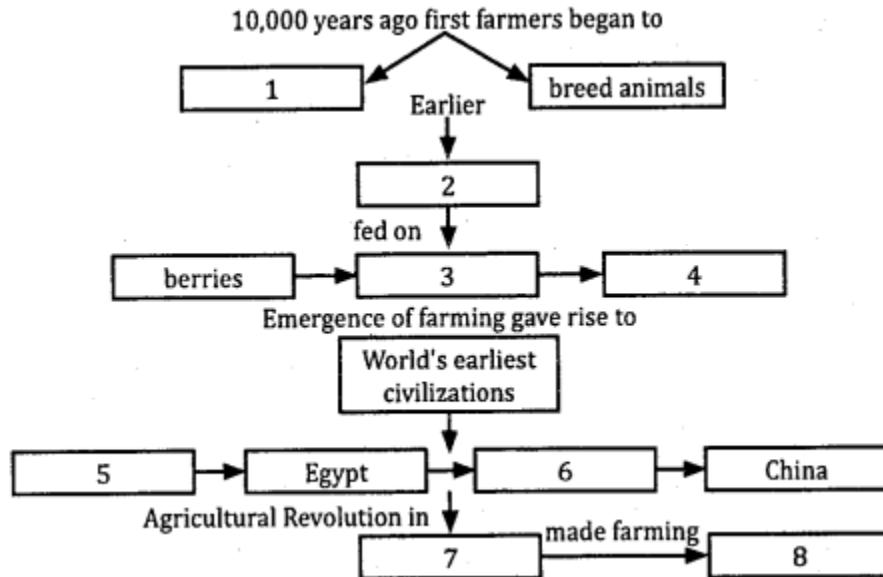 10,000 years ago first farmers began to
1
breed animals
Earlier
2
fed on
berries
3
4
Emergence of farming gave rise to
World's earliest
civilizations
5
Egypt
6
China
Agricultural Revolution in
made farming
7
8